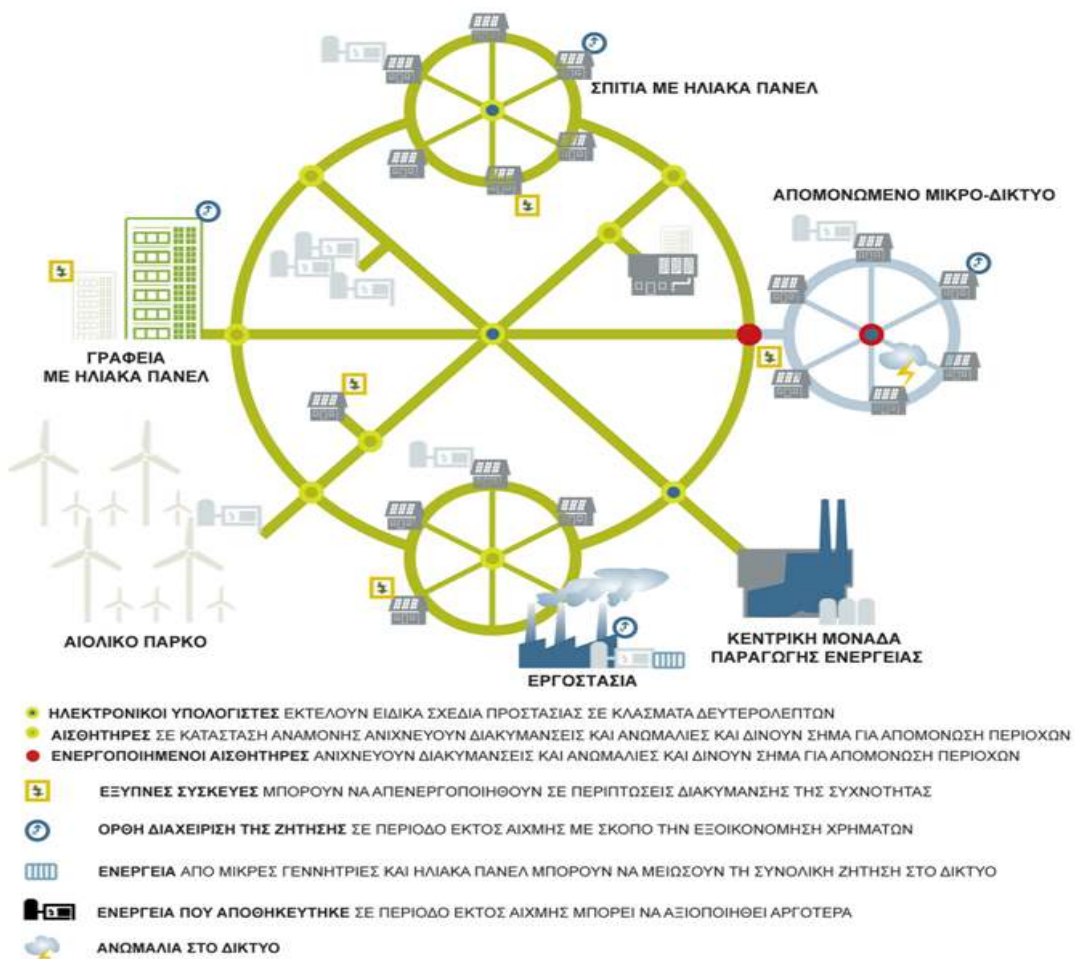 ΣΠΙΤΙΑ ΜΕ ΗΛΙΑΚΑ ΠΑΝΕΛ
ΑΠΟΜΟΝΩΜΕΝΟ ΜΙΚΡΟ-ΔΙΚΤΥΟ
ΓΡΑΦΕΙΑ
ΜΕ ΗΛΙΑΚΑ ΠΑΝΕΛ
ΑΙΟΛΙΚΟ ΠΑΡΚΟ
ΕΡΓΟΣΤΑΣΙΑ
ΚΕΝΤΡΙΚΗ ΜΟΝΑΔΑ
ΠΑΡΑΓΩΓΗΣ ΕΝΕΡΓΕΙΑΣ
ΗΛΕΚΤΡΟΝΙΚΟΙ ΥΠΟΛΟΓΙΣΤΕΣ ΕΚΤΕΛΟΥΝ ΕΙΔΙΚΑ ΣΧΕΔΙΑ ΠΡΟΣΤΑΣΙΑΣ ΣΕ ΚΛΑΣΜΑΤΑ ΔΕΥΤΕΡΟΛΕΠΤΩΝ
ΑΙΣΘΗΤΗΡΕΣ ΣΕ ΚΑΤΑΣΤΑΣΗ ΑΝΑΜΟΝΗΣ ΑΝΙΧΝΕΥΟΥΝ ΔΙΑΚΥΜΑΝΣΕΙΣ ΚΑΙ ΑΝΩΜΑΛΙΕΣ ΚΑΙ ΔΙΝΟΥΝ ΣΗΜΑ ΓΙΑ ΑΠΟΜΟΝΩΣΗ ΠΕΡΙΟΧΩΝ
ΕΝΕΡΓΟΠΟΙΗΜΕΝΟΙ ΑΙΣΘΗΤΗΡΕΣ ΑΝΙΧΝΕΥΟΥΝ ΔΙΑΚΥΜΑΝΣΕΙΣ ΚΑΙ ΑΝΩΜΑΛΙΕΣ ΚΑΙ ΔΙΝΟΥΝ ΣΗΜΑ ΓΙΑ ΑΠΟΜΟΝΩΣΗ ΠΕΡΙΟΧΩΝ
ΕΞΥΠΝΕΣ ΣΥΣΚΕΥΕΣ ΜΠΟΡΟΥΝ ΝΑ ΑΠΕΝΕΡΓΟΠΟΙΗΘΟΥΝ ΣΕ ΠΕΡΙΠΤΩΣΕΙΣ ΔΙΑΚΥΜΑΝΣΗΣ ΤΗΣ ΣΥΧΝΟΤΗΤΑΣ
ΟΡΘΗ ΔΙΑΧΕΙΡΙΣΗ ΤΗΣ ΖΗΤΗΣΗΣ ΣΕ ΠΕΡΙΟΔΟ ΕΚΤΟΣ ΑΙΧΜΗΣ ΜΕ ΣΚΟΠΟ ΤΗΝ ΕΞΟΙΚΟΝΟΜΗΣΗ ΧΡΗΜΑΤΩΝ
ΕΝΕΡΓΕΙΑ ΑΠΟ ΜΙΚΡΕΣ ΓΕΝΝΗΤΡΙΕΣ ΚΑΙ ΗΛΙΑΚΑ ΠΑΝΕΛ ΜΠΟΡΟΥΝ ΝΑ ΜΕΙΩΣΟΥΝ ΤΗ ΣΥΝΟΛΙΚΗ ΖΗΤΗΣΗ ΣΤΟ ΔΙΚΤΥΟ
ΕΝΕΡΓΕΙΑ ΠΟΥ ΑΠΟΘΗΚΕΥΤΗΚΕ ΣΕ ΠΕΡΙΟΔΟ ΕΚΤΟΣ ΑΙΧΜΗΣ ΜΠΟΡΕΙ ΝΑ ΑΞΙΟΠΟΙΗΘΕΙ ΑΡΓΟΤΕΡΑ
ΑΝΩΜΑΛΙΑ ΣΤΟ ΔΙΚΤΥΟ